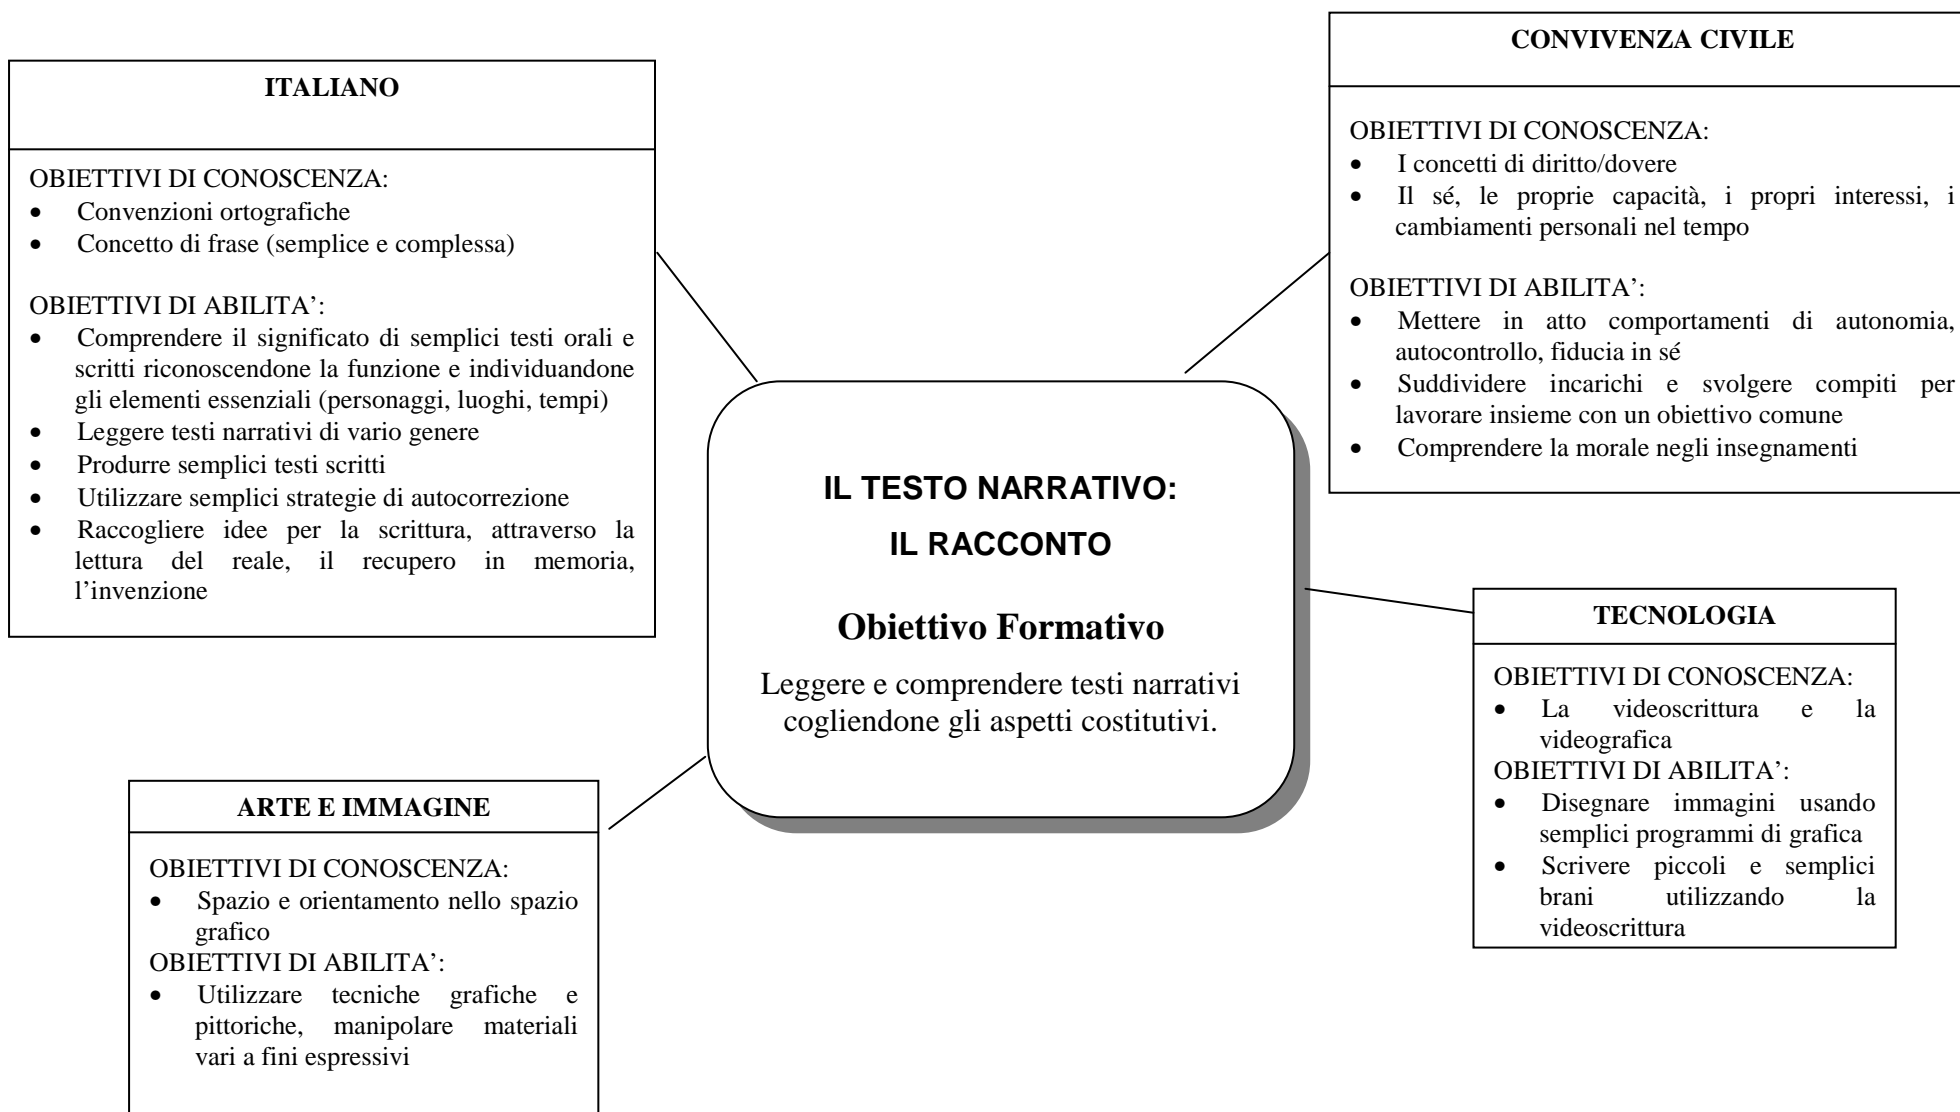 ITALIANO
OBIETTIVI DI CONOSCENZA:
• Convenzioni ortografiche
• Concetto di frase (semplice e complessa)
OBIETTIVI DI ABILITA’:
• Comprendere il significato di semplici testi orali e
scritti riconoscendone la funzione e individuandone
gli elementi essenziali (personaggi, luoghi, tempi)
• Leggere testi narrativi di vario genere
• Produrre semplici testi scritti
• Utilizzare semplici strategie di autocorrezione
• Raccogliere idee per la scrittura, attraverso la
lettura del reale, il recupero in memoria,
l’invenzione
CONVIVENZA CIVILE
OBIETTIVI DI CONOSCENZA:
• I concetti di diritto/dovere
• Il sé, le proprie capacità, i propri interessi, i
cambiamenti personali nel tempo
OBIETTIVI DI ABILITA’:
• Mettere in atto comportamenti di autonomia,
autocontrollo, fiducia in sé
• Suddividere incarichi e svolgere compiti per
lavorare insieme con un obiettivo comune
• Comprendere la morale negli insegnamenti
IL TESTO NARRATIVO:
IL RACCONTO
Obiettivo Formativo
Leggere e comprendere testi narrativi
cogliendone gli aspetti costitutivi.
TECNOLOGIA
OBIETTIVI DI CONOSCENZA:
• La videoscrittura e la
videografica
OBIETTIVI DI ABILITA’:
• Disegnare immagini usando
semplici programmi di grafica
• Scrivere piccoli e semplici
brani utilizzando la
videoscrittura
ARTE E IMMAGINE
OBIETTIVI DI CONOSCENZA:
• Spazio e orientamento nello spazio
grafico
OBIETTIVI DI ABILITA’:
• Utilizzare tecniche grafiche e
pittoriche, manipolare materiali
vari a fini espressivi